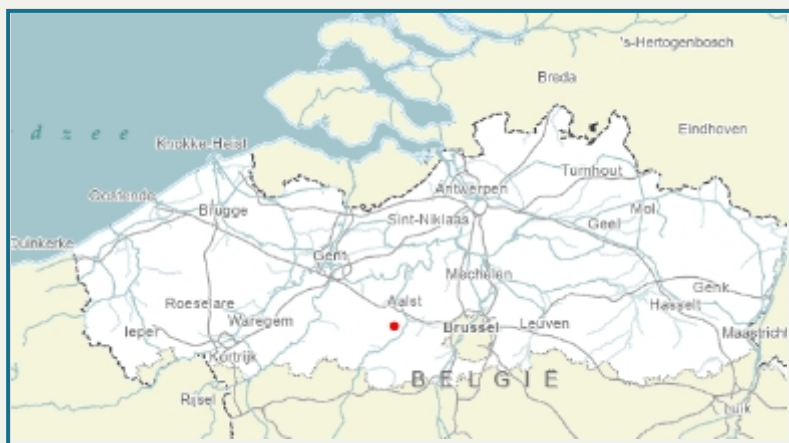 's-Hertogenbosch
Breda
d z e e
Eindhoven
Knokke-Heist
Turnhout
Antwerpen
Oostende
Mol
Brugge
Sint-Niklaas
Geel
Duinkerke
Gent
Mechelen
Genk
Roeselare
Aalst
Hasselt
Waregem
Brussel
Leuven
Ieper
Maastricht
Kortrijk
BELGIË
Rijsel
Luik